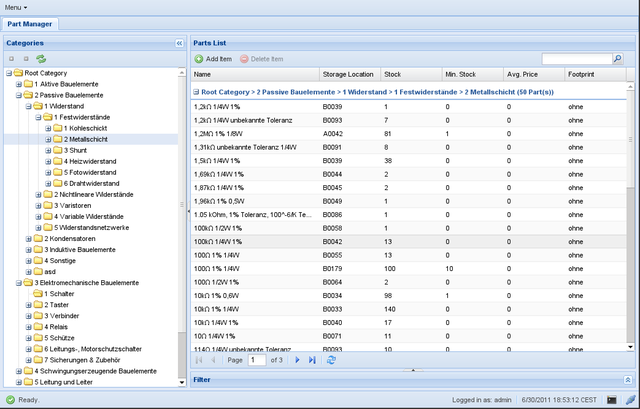 Menu
Part Manager
Categories
Root Category
1 Aktive Bauelemente
2 Passive Bauelemente
1 Widerstand
1 Festwiderstände
1 Kohleschickt
2 Metallschicht
3 Shunt
4 Heizwiderstand
5 Fotowiderstand
6 Drahtwiderstand
2 Nichtlineare Widerstände
3 Varistoren
4 Variable Widerstände
5 Widerstandsnetzwerke
2 Kondensatoren
3 Induktive Bauelemente
4 Sonstige
asd
3 Elektromechanische Bauelemente
1 Schalter
2 Taster
3 Verbinder
4 Relais
5 Schütze
6 Leitungs-, Motorschutzschalter
7 Sicherungen & Zubehör
4 Schwingungserzeugende Bauelemente
5 Leitung und Leiter
Parts List
Add Item Delete Item
Name Storage Location Stock Min. Stock Avg. Price Footprint
Root Category > 2 Passive Bauelemente > 1 Widerstand > 1 Festwiderstände > 2 Metallschicht (50 Part(s))
1,2kΩ 1/4W 1% B0039 1 0 0 ohne
1,2kΩ 1/4W unbekannte Toleranz B0093 7 0 0 ohne
1,2MΩ 1% 1/8W A0042 81 1 0 ohne
1,31kΩ unbekannte Toleranz 1/4W B0091 8 0 0 ohne
1,5kΩ 1/4W 1% B0039 38 0 0 ohne
1,69kΩ 1/4W 1% B0044 2 0 0 ohne
1,87kΩ 1/4W 1% B0045 2 0 0 ohne
1,96kΩ 1% 0,5W B0049 1 0 0 ohne
1.05 kOhm, 1% Toleranz, 100^-6/K Te... B0086 1 0 0 ohne
100kΩ 1/2W 1% B0058 1 0 0 ohne
100kΩ 1/4W 1% B0042 13 0 0 ohne
100Ω 1% 1/4W B0055 13 0 0 ohne
100Ω 1% 1/4W B0179 100 10 0 ohne
100Ω 1/2W 1% B0064 2 0 0 ohne
10kΩ 1% 0,6W B0034 98 1 0 ohne
10kΩ 1/4W 1% B0033 140 0 0 ohne
10kΩ 1/4W 1% B0040 17 0 0 ohne
10Ω 1/4W 1% B0071 11 0 0 ohne
114Ω 1/4W unbekannte Toleranz B0093 10 0 0 ohne
Page 1 of 3
Filter
Ready. Logged in as: admin 6/30/2011 18:53:12 CEST